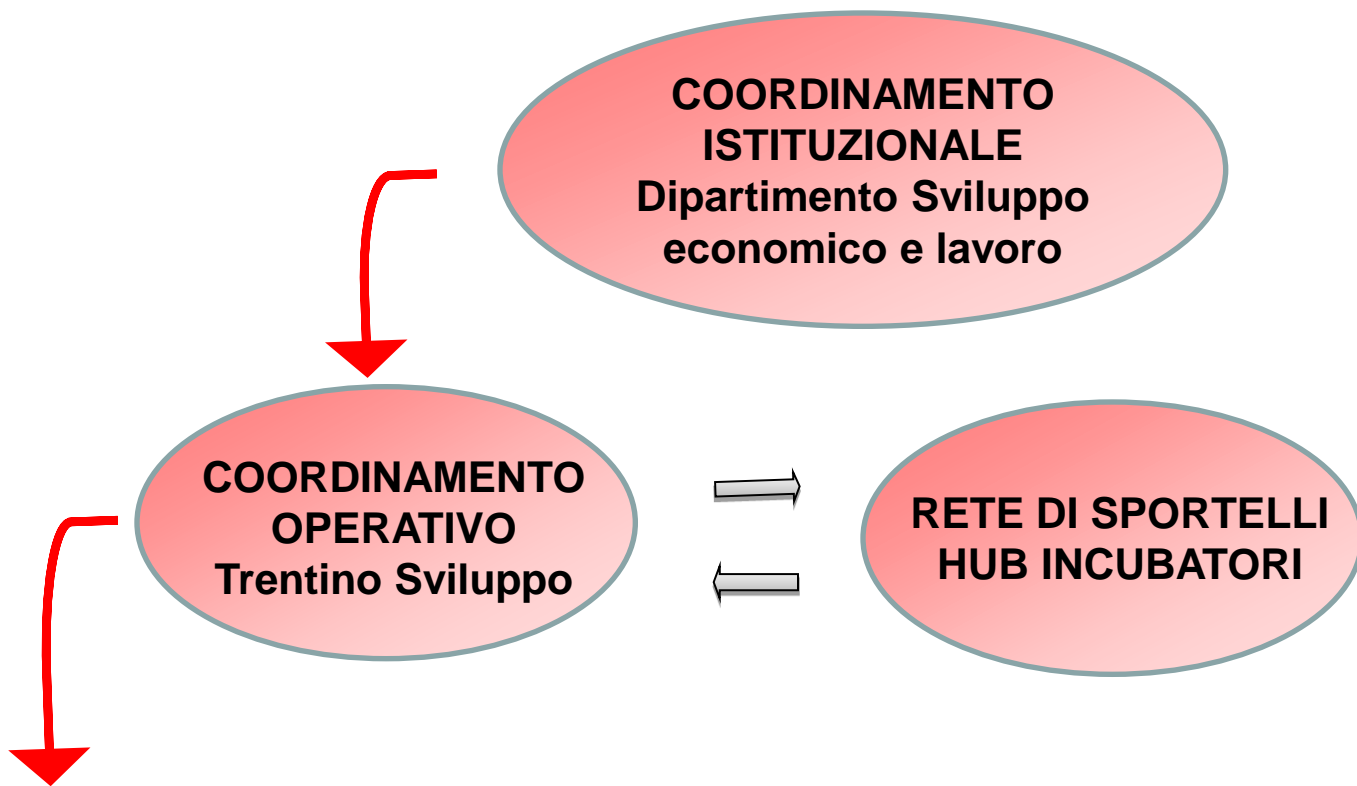 COORDINAMENTO
ISTITUZIONALE
Dipartimento Sviluppo
economico e lavoro
COORDINAMENTO
OPERATIVO
Trentino Sviluppo
RETE DI SPORTELLI
HUB INCUBATORI